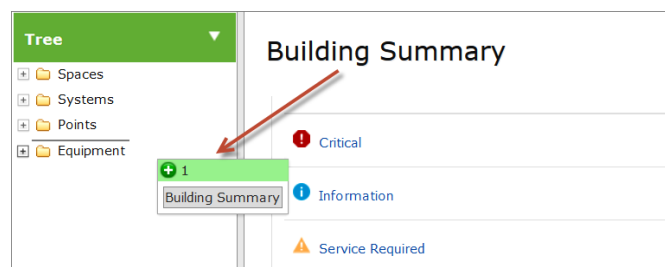 Tree
Spaces
Systems
Points
Equipment
Building Summary
1
Building Summary
Critical
Information
Service Required